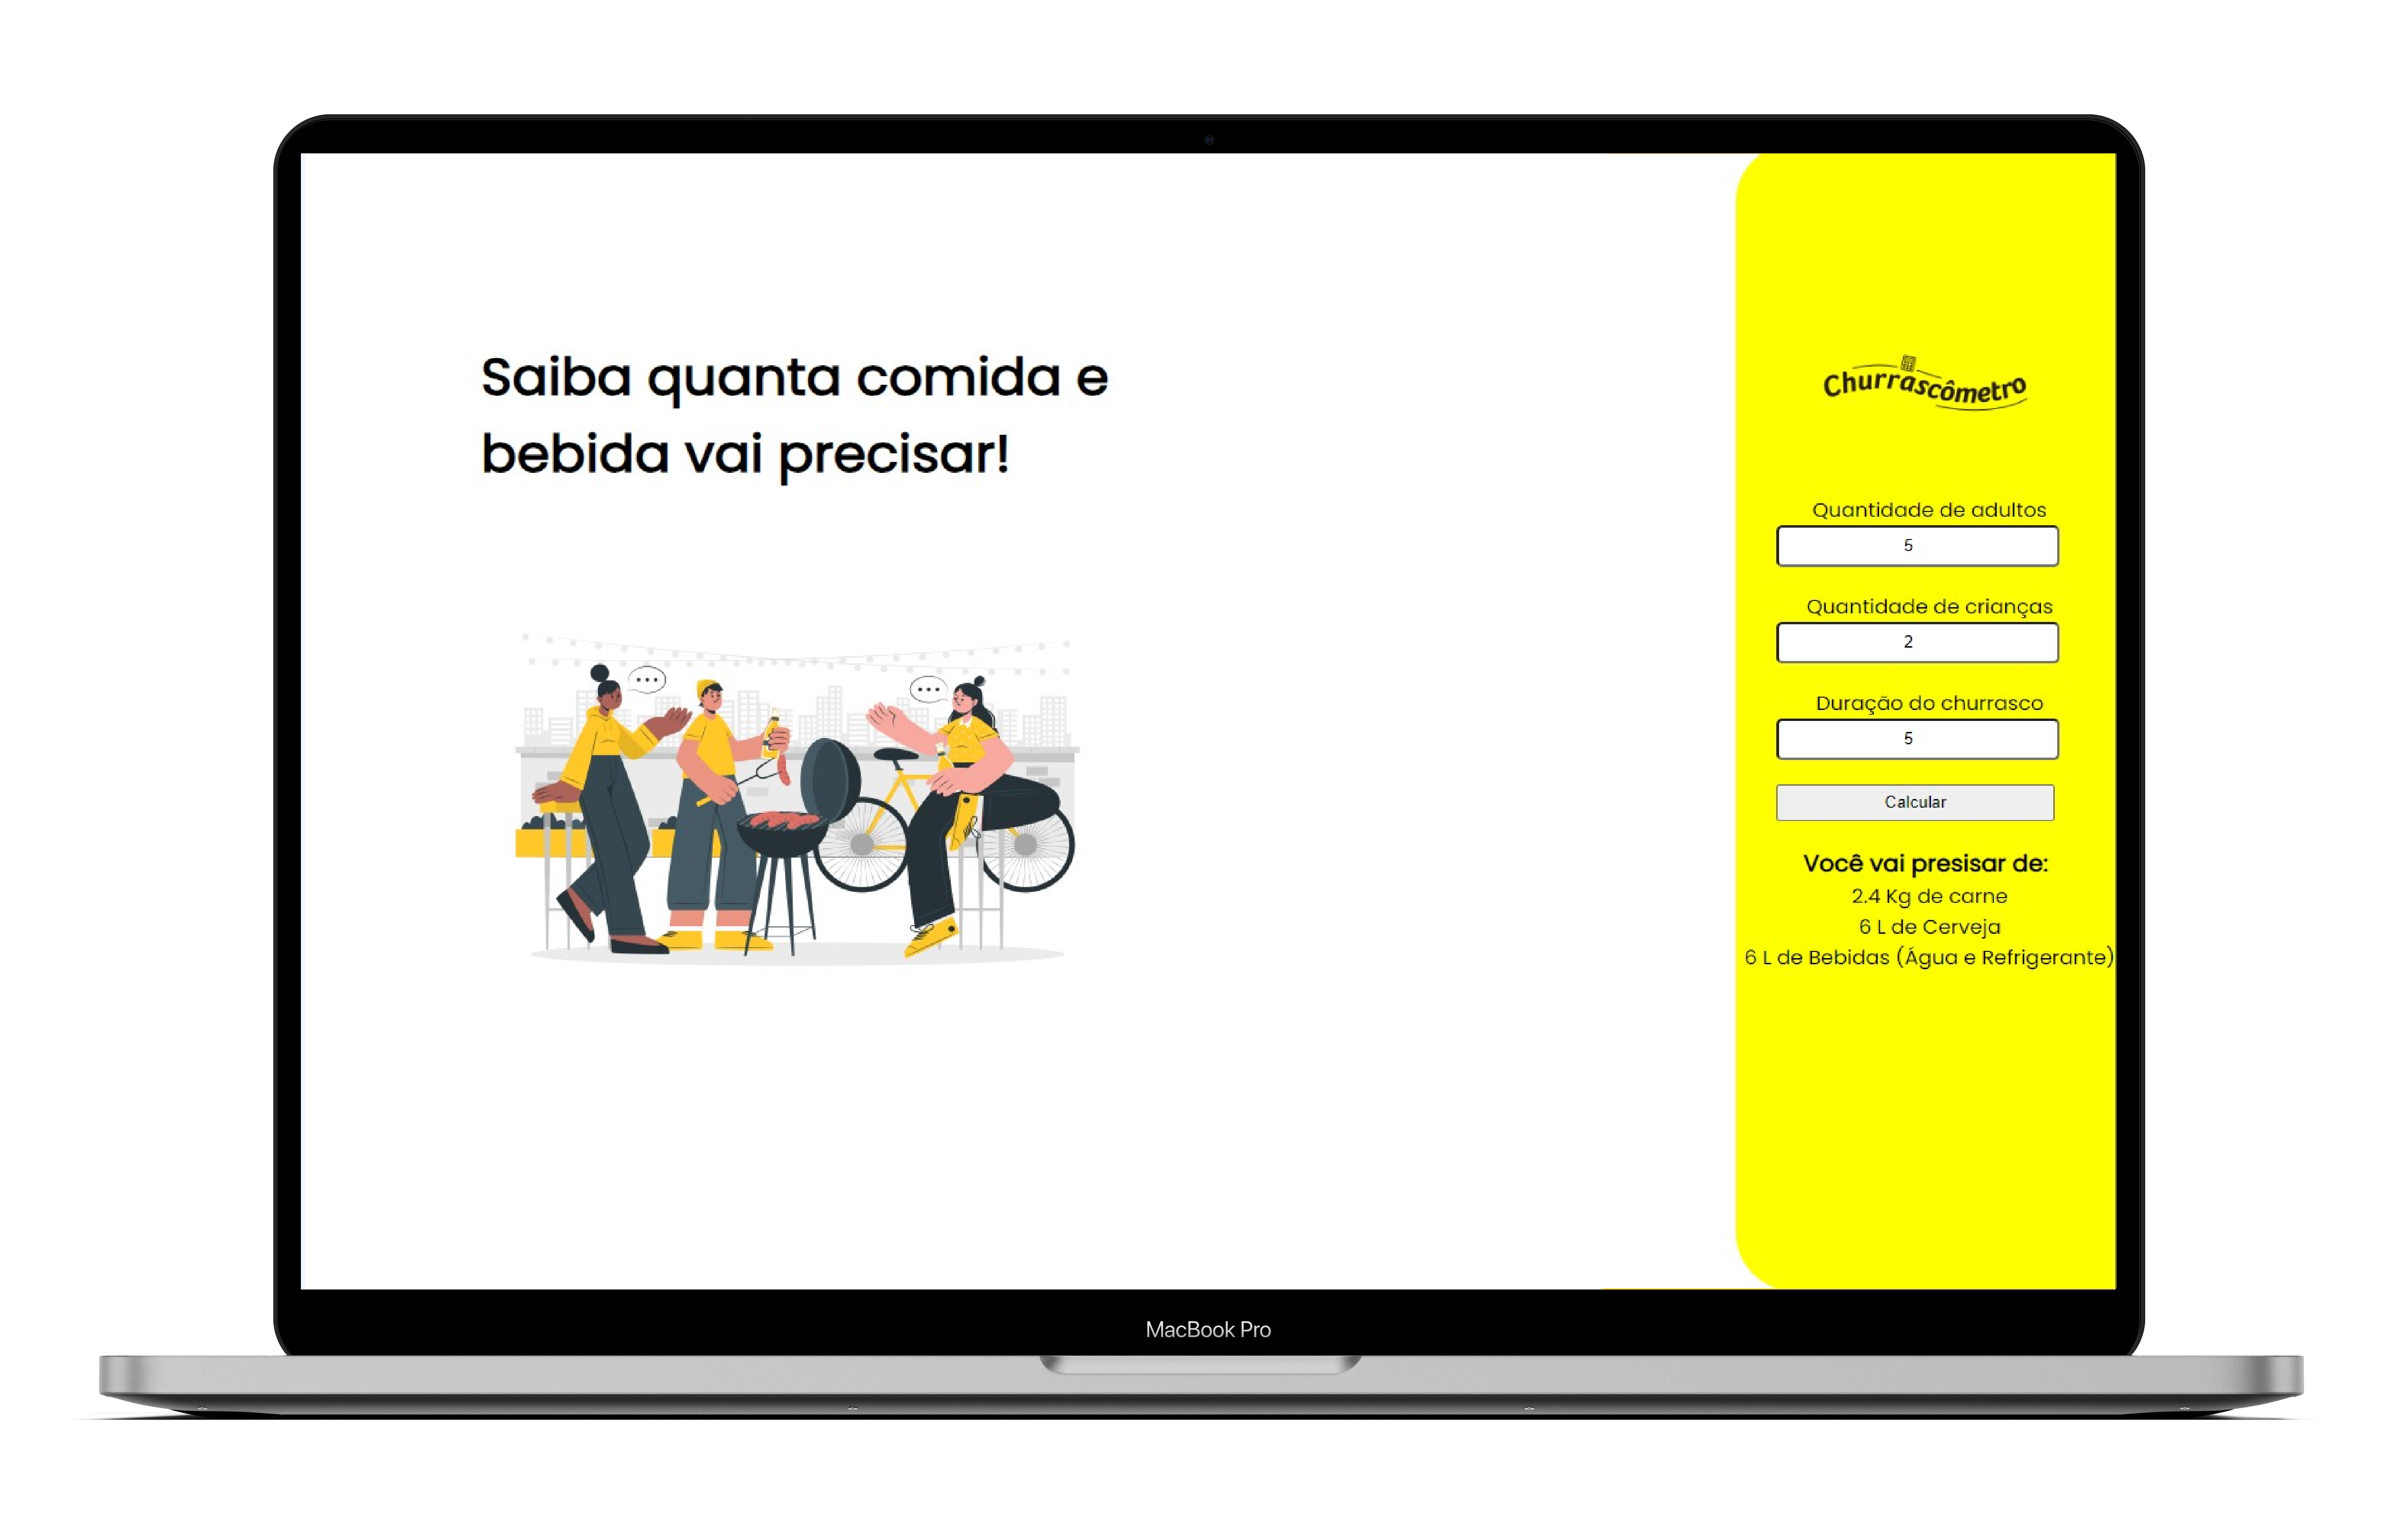 Saiba quanta comida e
bebida vai precisar!
Churrascômetro
Quantidade de adultos
5
Quantidade de crianças
2
Duração do churrasco
5
Calcular
Você vai presisar de:
2.4 Kg de carne
6 L de Cerveja
6 L de Bebidas (Água e Refrigerante)
MacBook Pro